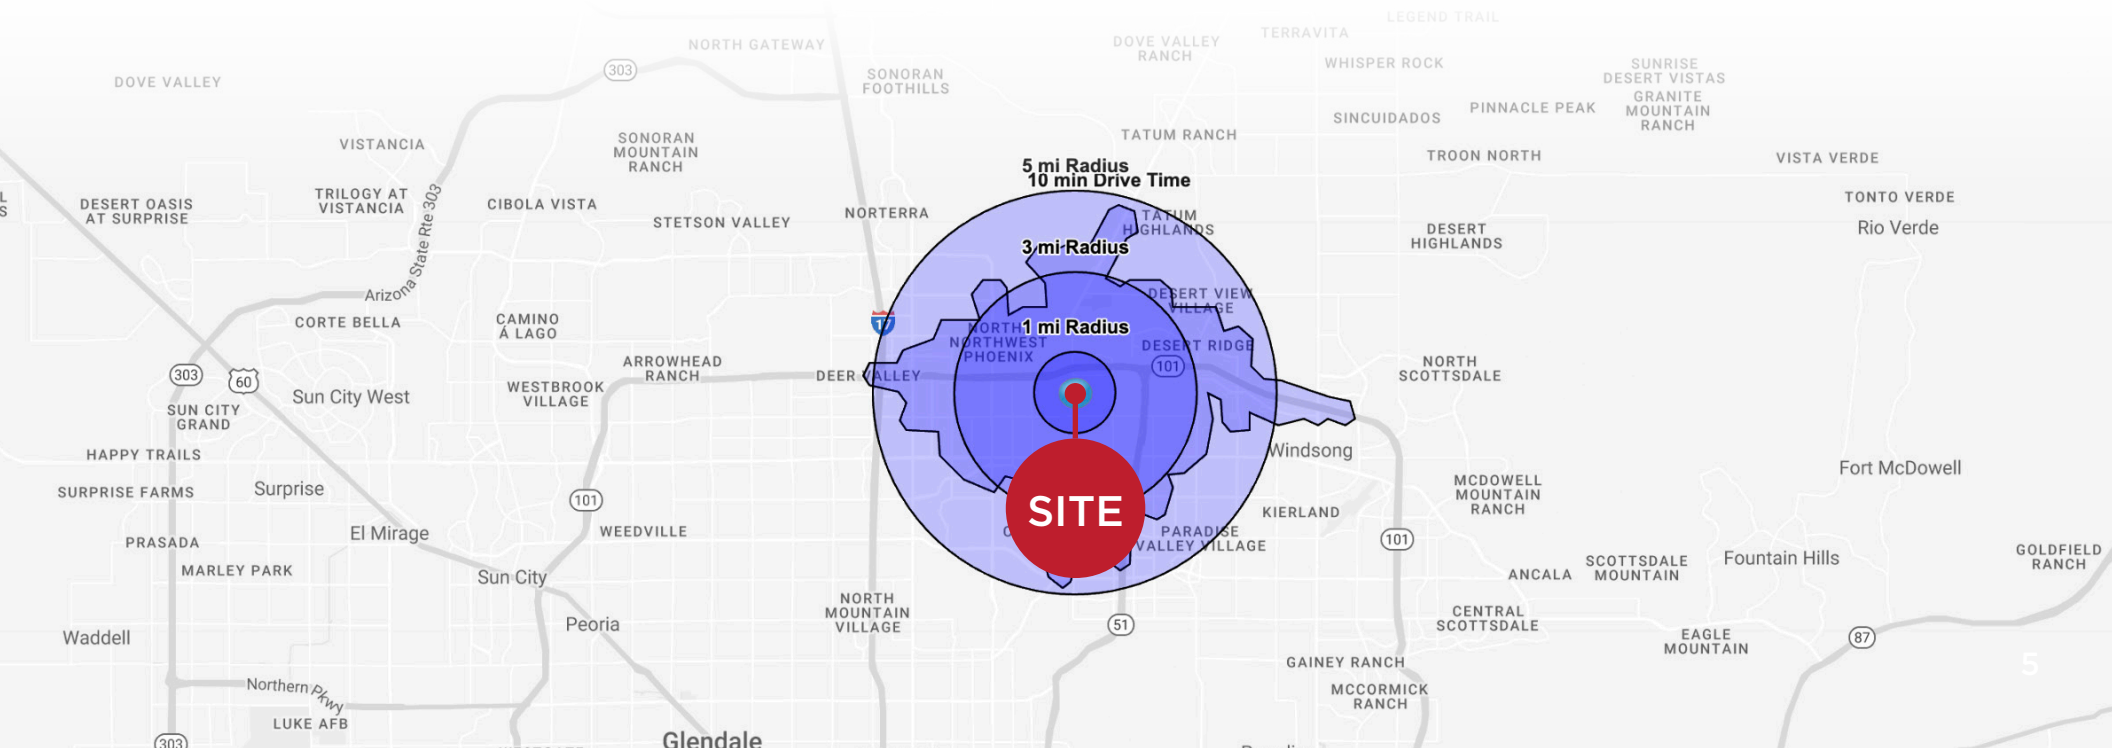 LEGEND TRAIL
TERRAVITA
NORTH GATEWAY
DOVE VALLEY
RANCH
WHISPER ROCK
SUNRISE
DESERT VISTAS
303
SONORAN
FOOTHILLS
DOVE VALLEY
GRANITE
MOUNTAIN
RANCH
PINNACLE PEAK
SINCUIDADOS
TATUM RANCH
VISTANCIA
SONORAN
MOUNTAIN
RANCH
TROON NORTH
VISTA VERDE
5 mi Radius
10 min Drive Time
L
S
DESERT OASIS
AT SURPRISE
TRILOGY AT
VISTANCIA
CIBOLA VISTA
STETSON VALLEY
NORTERRA
TATUM
HIGHLANDS
TONTO VERDE
Rio Verde
DESERT
HIGHLANDS
3 mi Radius
Arizona State Rte 303
DESERT VIEW
VILLAGE
CORTE BELLA
CAMINO
Á LAGO
17
1 mi Radius
NORTH
NORTHWEST
PHOENIX
DESERT RIDGE
101
ARROWHEAD
RANCH
DEER VALLEY
NORTH
SCOTTSDALE
303
60
WESTBROOK
VILLAGE
Sun City West
SUN CITY
GRAND
HAPPY TRAILS
Windsong
Fort McDowell
SURPRISE FARMS
Surprise
101
MCDOWELL
MOUNTAIN
RANCH
SITE
KIERLAND
El Mirage
WEEDVILLE
PARADISE
VALLEY VILLAGE
101
PRASADA
MARLEY PARK
Sun City
ANCALA
SCOTTSDALE
MOUNTAIN
Fountain Hills
GOLDFIELD
RANCH
NORTH
MOUNTAIN
VILLAGE
CENTRAL
SCOTTSDALE
Waddell
Peoria
51
EAGLE
MOUNTAIN
87
5
GAINEY RANCH
MCCORMICK
RANCH
Northern Pkwy
LUKE AFB
303
Glendale